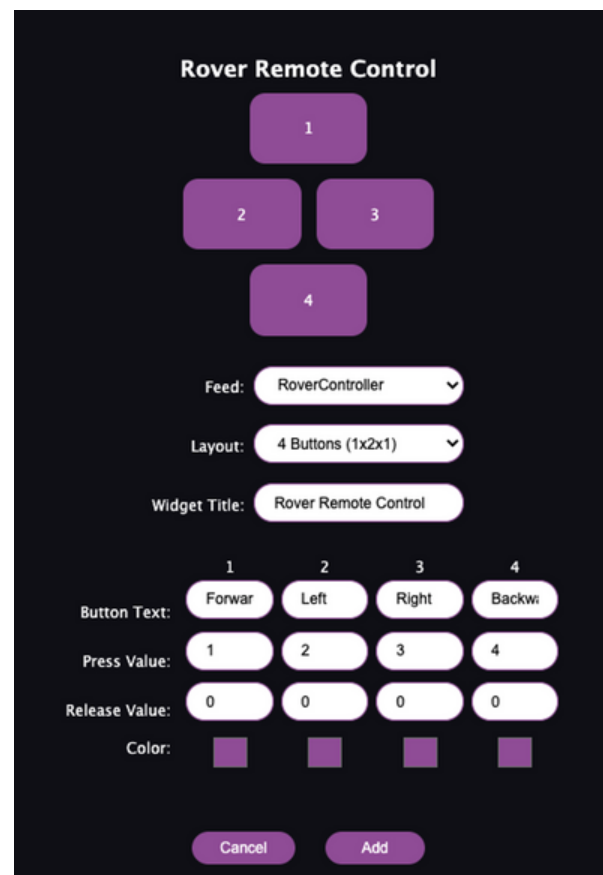 Rover Remote Control
1
2 3
4
Feed: RoverController
Layout: 4 Buttons (1x2x1)
Widget Title: Rover Remote Control
1 2 3 4
Button Text: Forwar Left Right Backw
Press Value: 1 2 3 4
Release Value: 0 0 0 0
Color:
Cancel Add